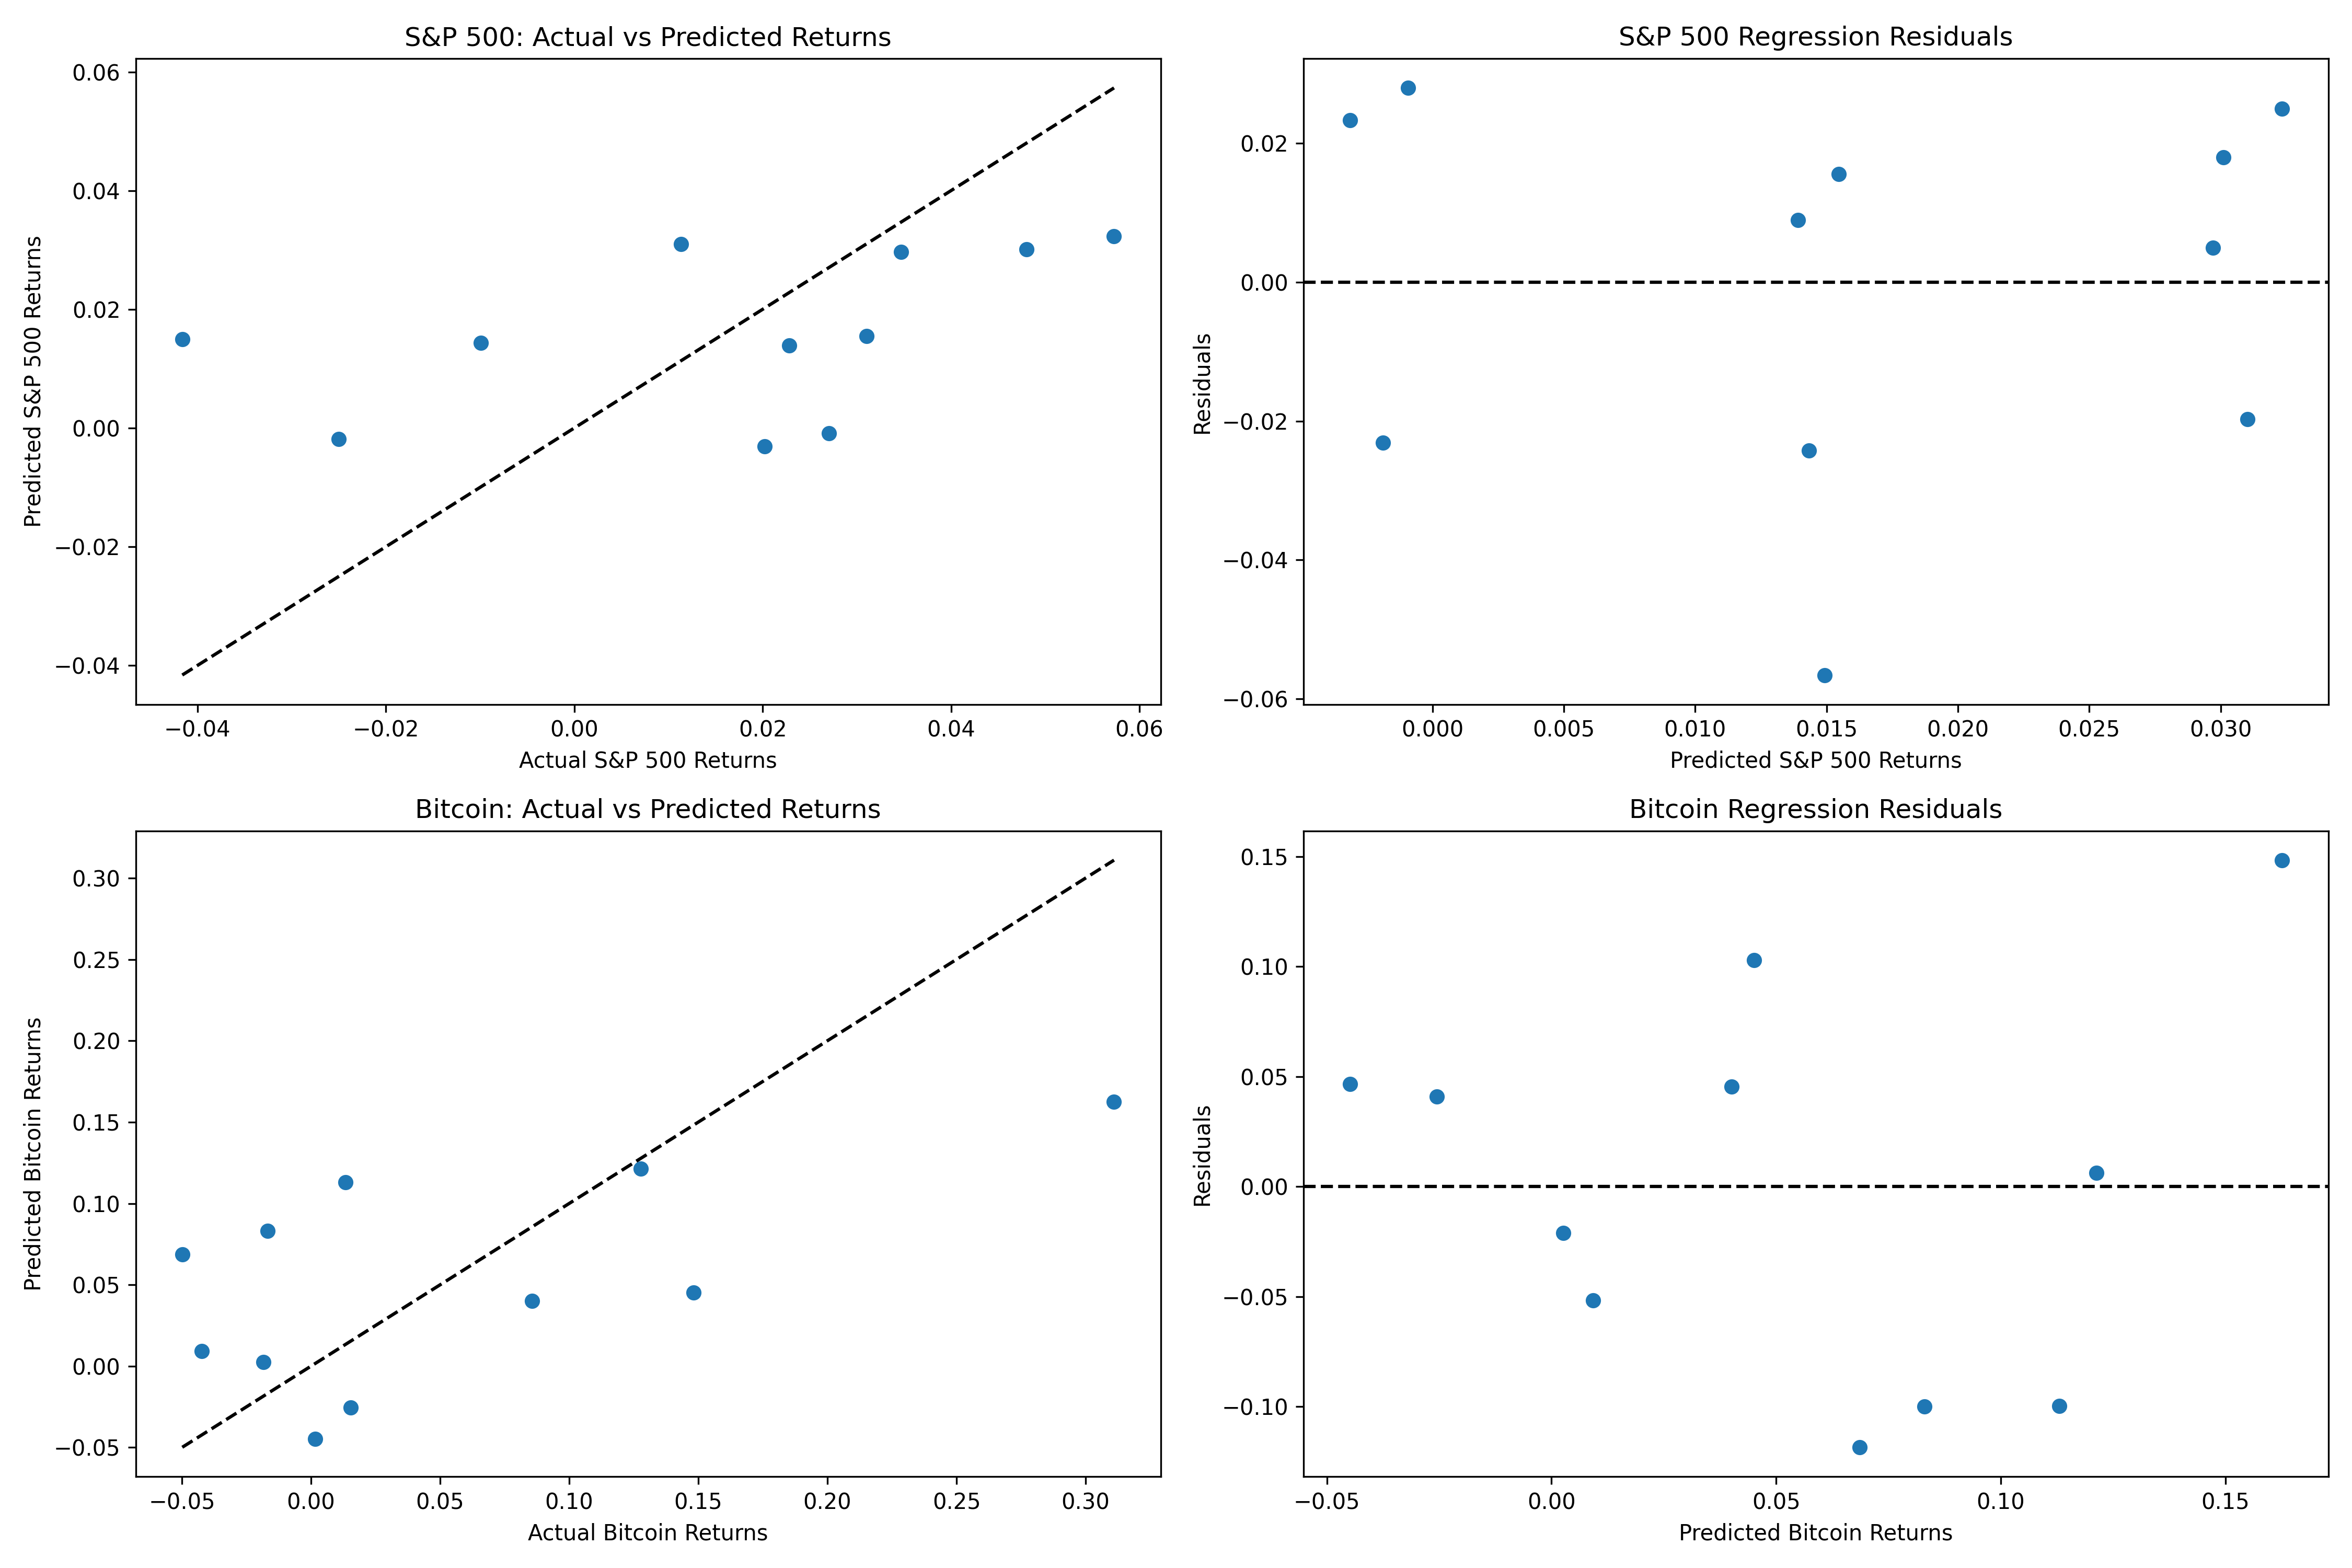 S&P 500: Actual vs Predicted Returns
0.06
0.04
0.02
0.00
−0.02
−0.04
Predicted S&P 500 Returns
−0.04 −0.02 0.00 0.02 0.04 0.06
Actual S&P 500 Returns
S&P 500 Regression Residuals
0.02
0.00
−0.02
−0.04
−0.06
Residuals
0.000 0.005 0.010 0.015 0.020 0.025 0.030
Predicted S&P 500 Returns
Bitcoin: Actual vs Predicted Returns
0.30
0.25
0.20
0.15
0.10
0.05
0.00
−0.05
Predicted Bitcoin Returns
−0.05 0.00 0.05 0.10 0.15 0.20 0.25 0.30
Actual Bitcoin Returns
Bitcoin Regression Residuals
0.15
0.10
0.05
0.00
−0.05
−0.10
Residuals
−0.05 0.00 0.05 0.10 0.15
Predicted Bitcoin Returns